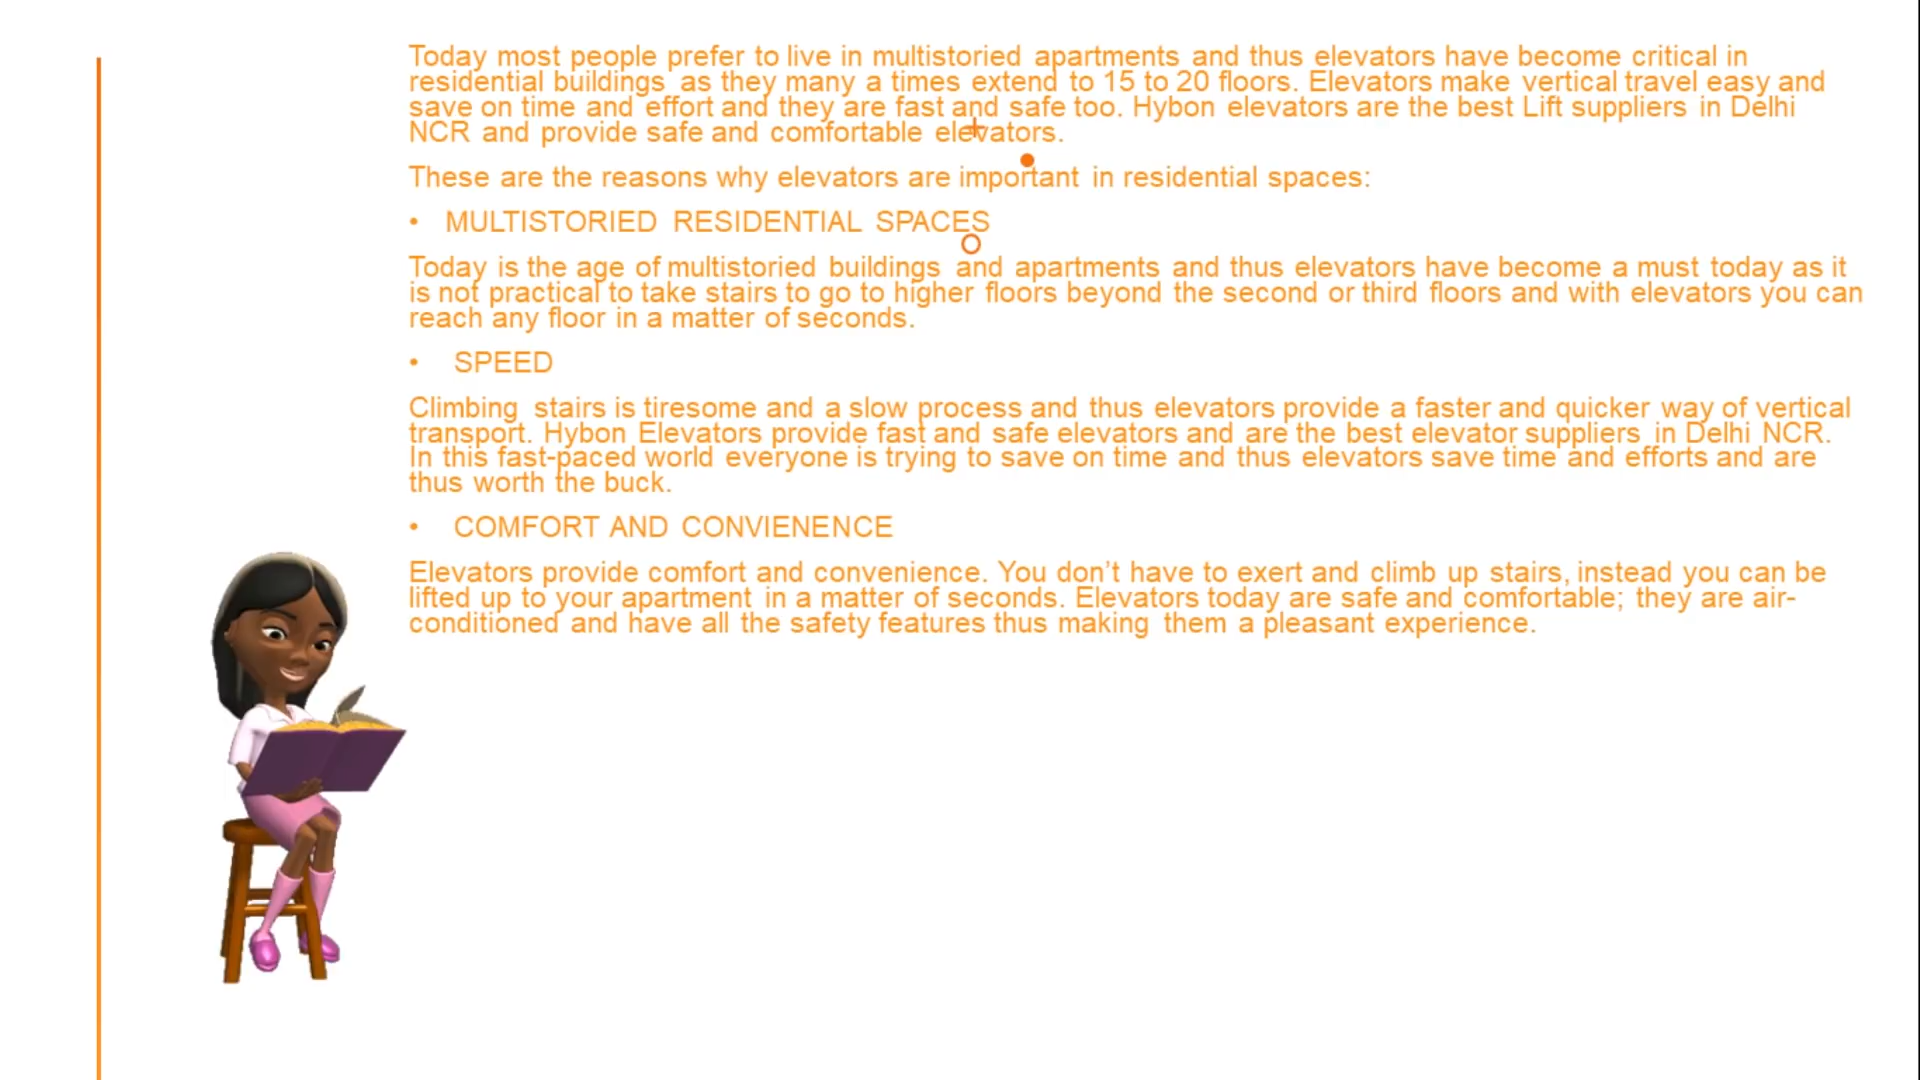 Today most people prefer to live in multistoried apartments and thus elevators have become critical in
residential buildings as they many a times extend to 15 to 20 floors. Elevators make vertical travel easy and
save on time and effort and they are fast and safe too. Hybon elevators are the best Lift suppliers in Delhi
NCR and provide safe and comfortable elevators.
These are the reasons why elevators are important in residential spaces:
• MULTISTORIED RESIDENTIAL SPACES
Today is the age of multistoried buildings and apartments and thus elevators have become a must today as it
is not practical to take stairs to go to higher floors beyond the second or third floors and with elevators you can
reach any floor in a matter of seconds.
• SPEED
Climbing stairs is tiresome and a slow process and thus elevators provide a faster and quicker way of vertical
transport. Hybon Elevators provide fast and safe elevators and are the best elevator suppliers in Delhi NCR.
In this fast-paced world everyone is trying to save on time and thus elevators save time and efforts and are
thus worth the buck.
• COMFORT AND CONVIENENCE
Elevators provide comfort and convenience. You don’t have to exert and climb up stairs, instead you can be
lifted up to your apartment in a matter of seconds. Elevators today are safe and comfortable; they are air-
conditioned and have all the safety features thus making them a pleasant experience.